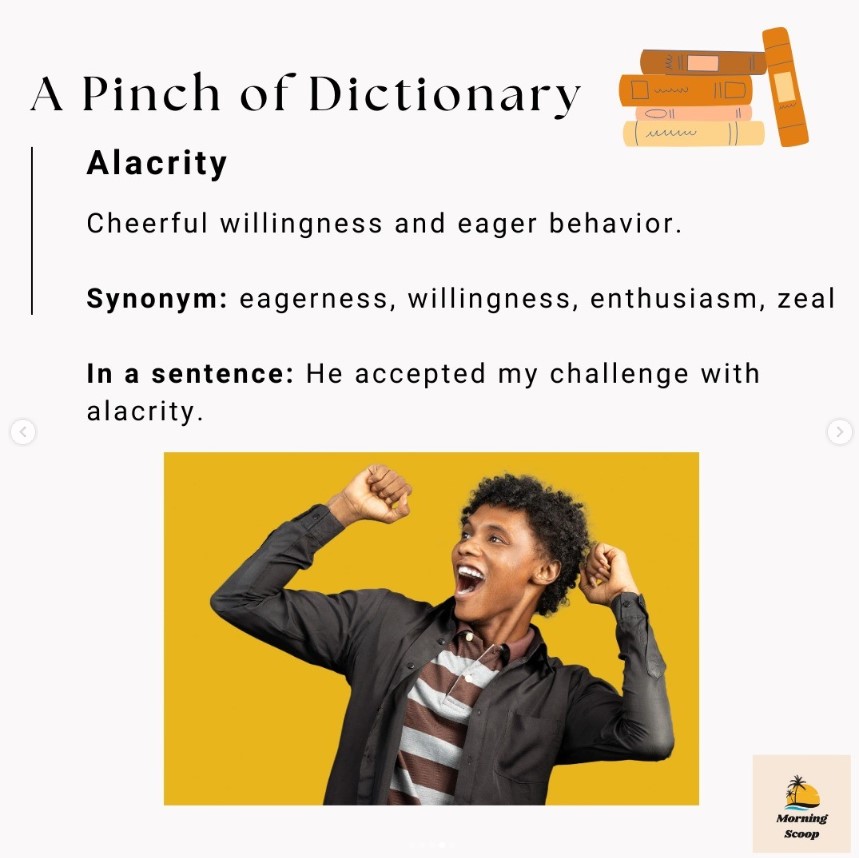 A Pinch of Dictionary
Alacrity
Cheerful willingness and eager behavior.
Synonym: eagerness, willingness, enthusiasm, zeal
In a sentence: He accepted my challenge with
alacrity.
Morning
Scoop